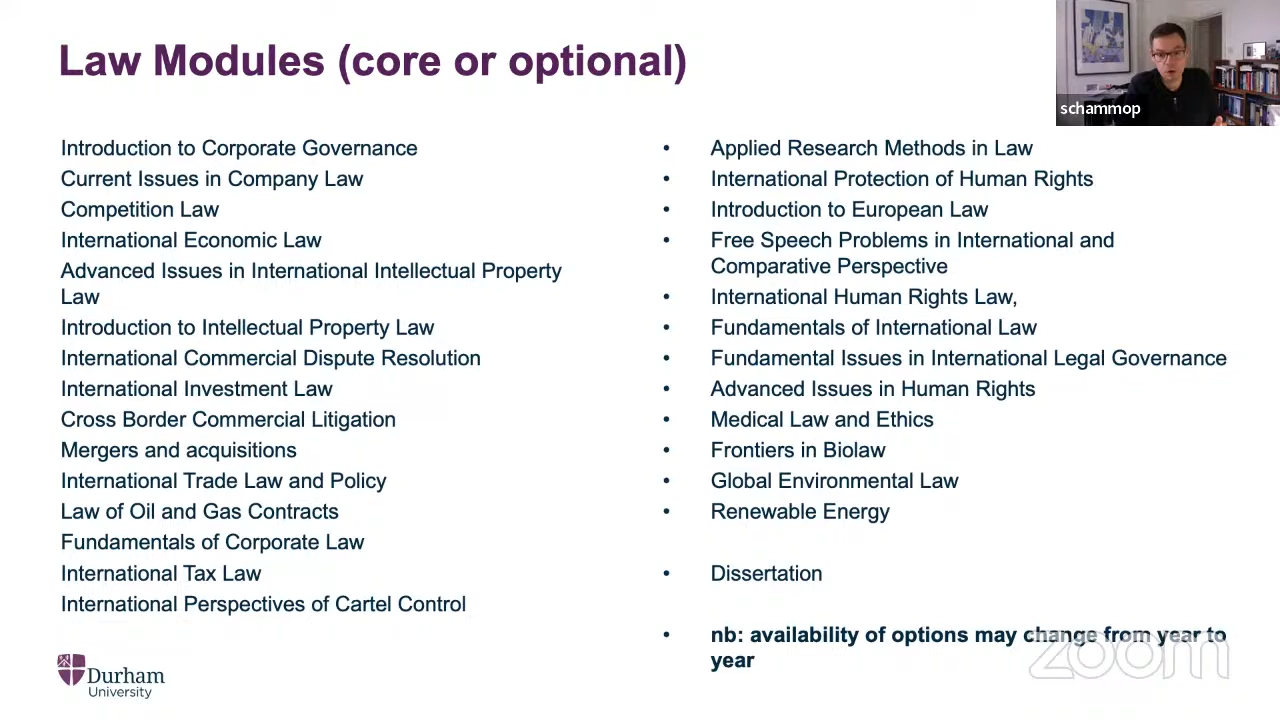 Law Modules (core or optional)
schammop
Introduction to Corporate Governance
Current Issues in Company Law
Competition Law
International Economic Law
Advanced Issues in International Intellectual Property
Law
Introduction to Intellectual Property Law
International Commercial Dispute Resolution
International Investment Law
Cross Border Commercial Litigation
Mergers and acquisitions
International Trade Law and Policy
Law of Oil and Gas Contracts
Fundamentals of Corporate Law
International Tax Law
International Perspectives of Cartel Control
• Applied Research Methods in Law
• International Protection of Human Rights
• Introduction to European Law
• Free Speech Problems in International and
Comparative Perspective
• International Human Rights Law,
• Fundamentals of International Law
• Fundamental Issues in International Legal Governance
• Advanced Issues in Human Rights
• Medical Law and Ethics
• Frontiers in Biolaw
• Global Environmental Law
• Renewable Energy
• Dissertation
• nb: availability of options may change from year to
year
Durham
University
zoom